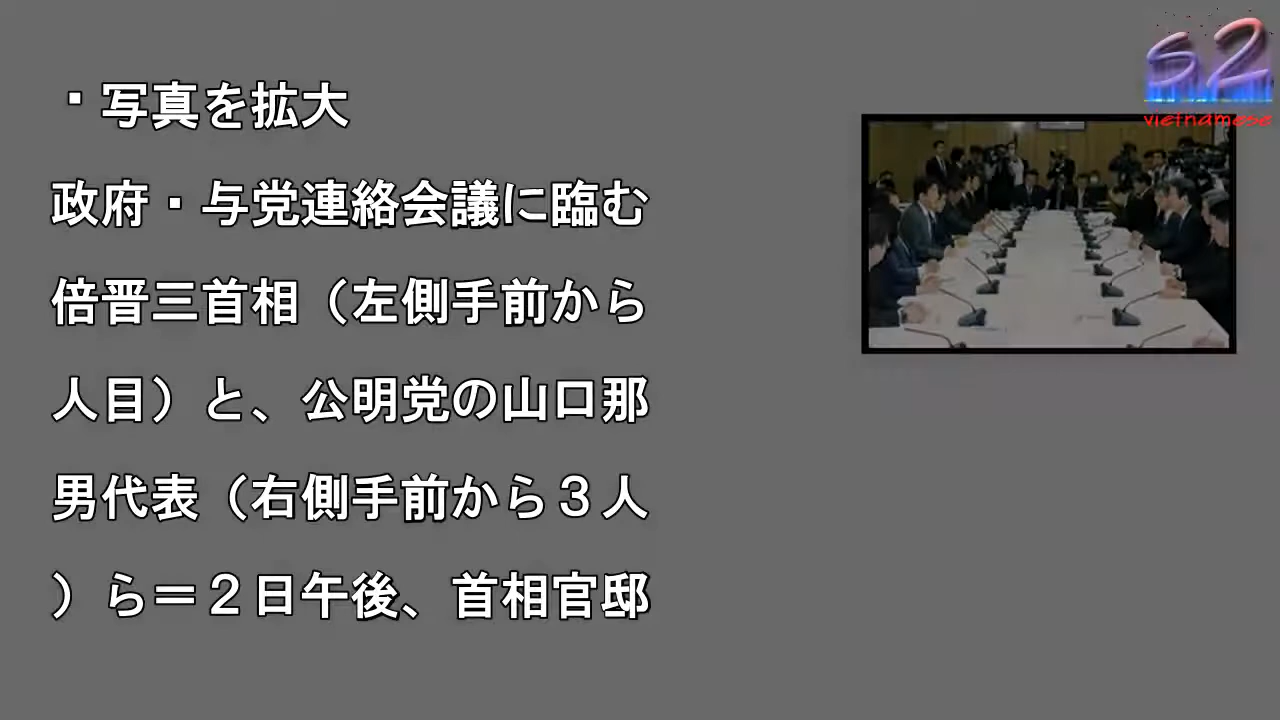 ▪写真を拡大
政府・与党連絡会議に臨む
倍晋三首相（左側手前から
人目）と、公明党の山口那
男代表（右側手前から３人
）ら＝２日午後、首相官邸
s2
vietnamese